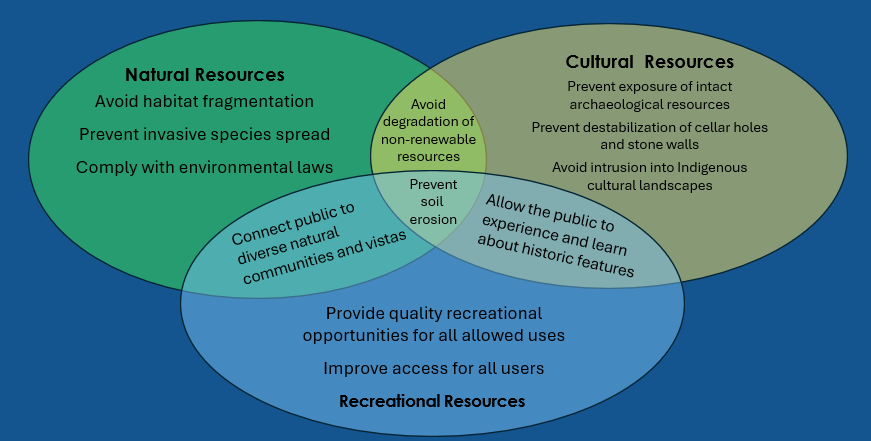 Natural Resources
Avoid habitat fragmentation
Prevent invasive species spread
Comply with environmental laws
Cultural Resources
Prevent exposure of intact
archaeological resources
Prevent destabilization of cellar holes
and stone walls
Avoid intrusion into Indigenous
cultural landscapes
Avoid
degradation of
non-renewable
resources
Prevent
soil
erosion
Connect public to
diverse natural
communities and vistas
Allow the public to
experience and learn
about historic features
Provide quality recreational
opportunities for all allowed uses
Improve access for all users
Recreational Resources